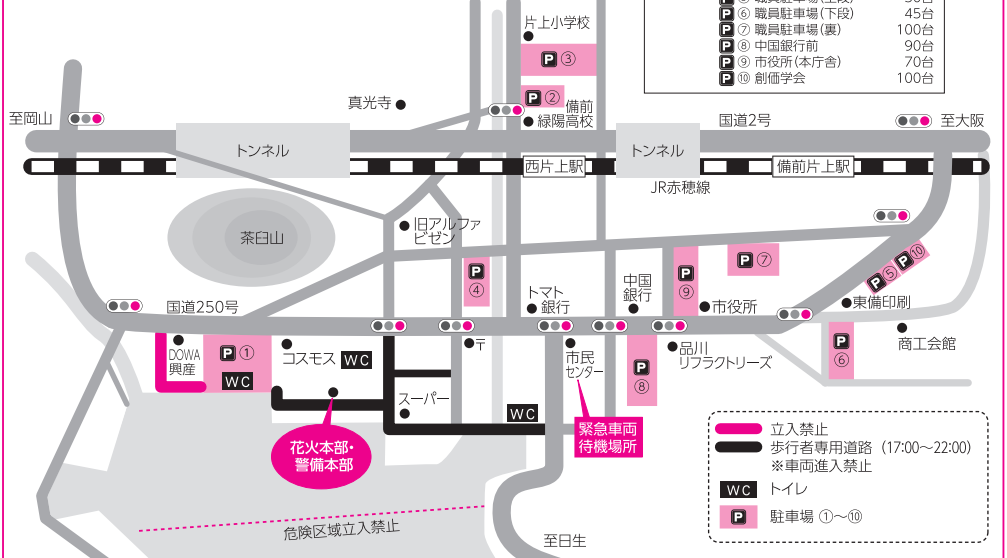 ⑤ 職員駐車場(上段) 50台
⑥ 職員駐車場(下段) 45台
⑦ 職員駐車場(裏) 100台
⑧ 中国銀行前 90台
⑨ 市役所(本庁舎) 70台
⑩ 創価学会 100台
片上小学校
P ③
P ②
備前
緑陽高校
真光寺
至岡山
国道2号
至大阪
トンネル
トンネル
西片上駅
備前片上駅
JR赤穂線
茶臼山
旧アルファ
ビゼン
P
④
P
⑨
P ⑦
P ⑤
P ⑩
中国
銀行
トマト
銀行
市役所
東備印刷
国道250号
商工会館
DOWA
興産
P ①
WC
コスモス
WC
〒
市民
センター
品川
リフラクトリーズ
P
⑧
P
⑥
スーパー
WC
花火本部・
警備本部
緊急車両
待機場所
危険区域立入禁止
至日生
立入禁止
歩行者専用道路 (17:00〜22:00)
※車両進入禁止
WC トイレ
P 駐車場 ①〜⑩